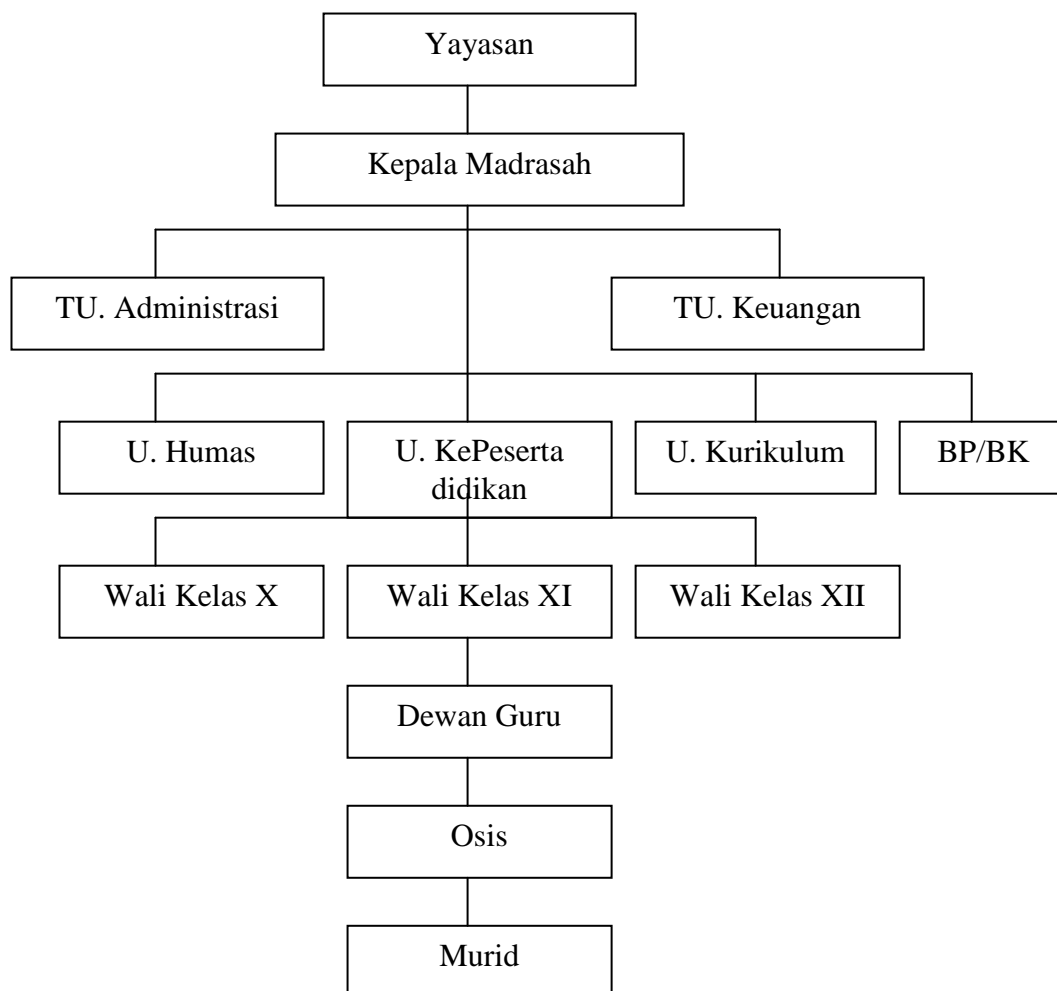 Yayasan
Kepala Madrasah
TU. Administrasi
TU. Keuangan
U. Humas
U. KePeserta
didikan
U. Kurikulum
BP/BK
Wali Kelas X
Wali Kelas XI
Wali Kelas XII
Dewan Guru
Osis
Murid